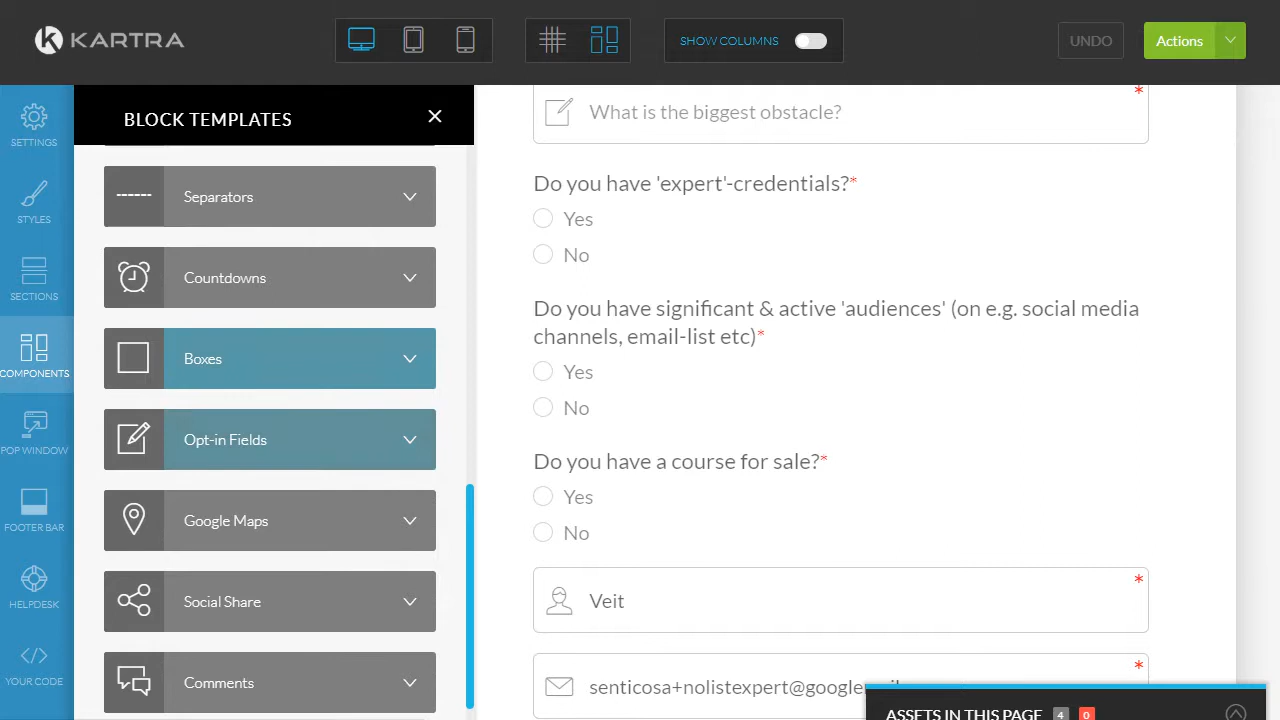 KARTRA
SHOW COLUMNS
UNDO
Actions
SETTINGS
STYLES
SECTIONS
COMPONENTS
POP WINDOW
FOOTER BAR
HELPDESK
YOUR CODE
BLOCK TEMPLATES
Separators
Countdowns
Boxes
Opt-in Fields
Google Maps
Social Share
Comments
What is the biggest obstacle?
*
Do you have 'expert'-credentials?*
Yes
No
Do you have significant & active 'audiences' (on e.g. social media
channels, email-list etc)*
Yes
No
Do you have a course for sale?*
Yes
No
Veit
*
*
ASSETS IN THIS PAGE 4 0